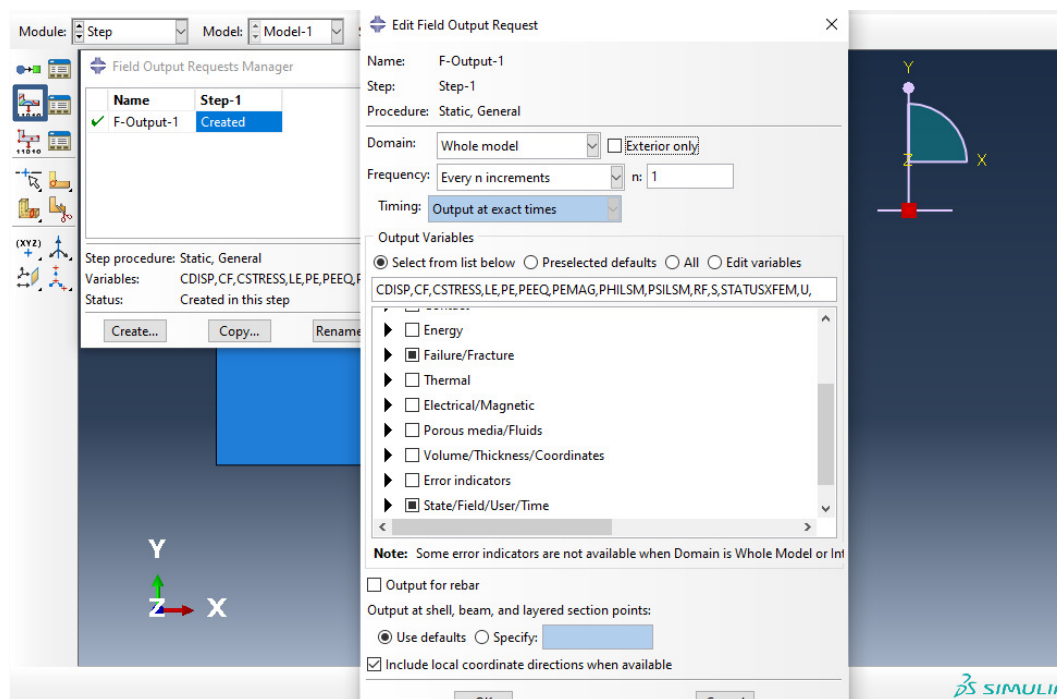 Module: Step Model: Model-1
Field Output Requests Manager
Name Step-1
F-Output-1 Created
Step procedure: Static, General
Variables: CDISP,CF,CSTRESS,LE,PE,PEEQ,
Status: Created in this step
Create... Copy... Rename
Edit Field Output Request
Name: F-Output-1
Step: Step-1
Procedure: Static, General
Domain: Whole model Exterior only
Frequency: Every n increments n: 1
Timing: Output at exact times
Output Variables
Select from list below Preselected defaults All Edit variables
CDISP,CF,CSTRESS,LE,PE,PEEQ,PEMAG,PHILSM,PSILSM,RF,S,STATUSXFEM,U,
Energy
Failure/Fracture
Thermal
Electrical/Magnetic
Porous media/Fluids
Volume/Thickness/Coordinates
Error indicators
State/Field/User/Time
Note: Some error indicators are not available when Domain is Whole Model or Int
Output for rebar
Output at shell, beam, and layered section points:
Use defaults Specify:
Include local coordinate directions when available
(XYZ)
Y
Z X
Y
Z X
SIMULI